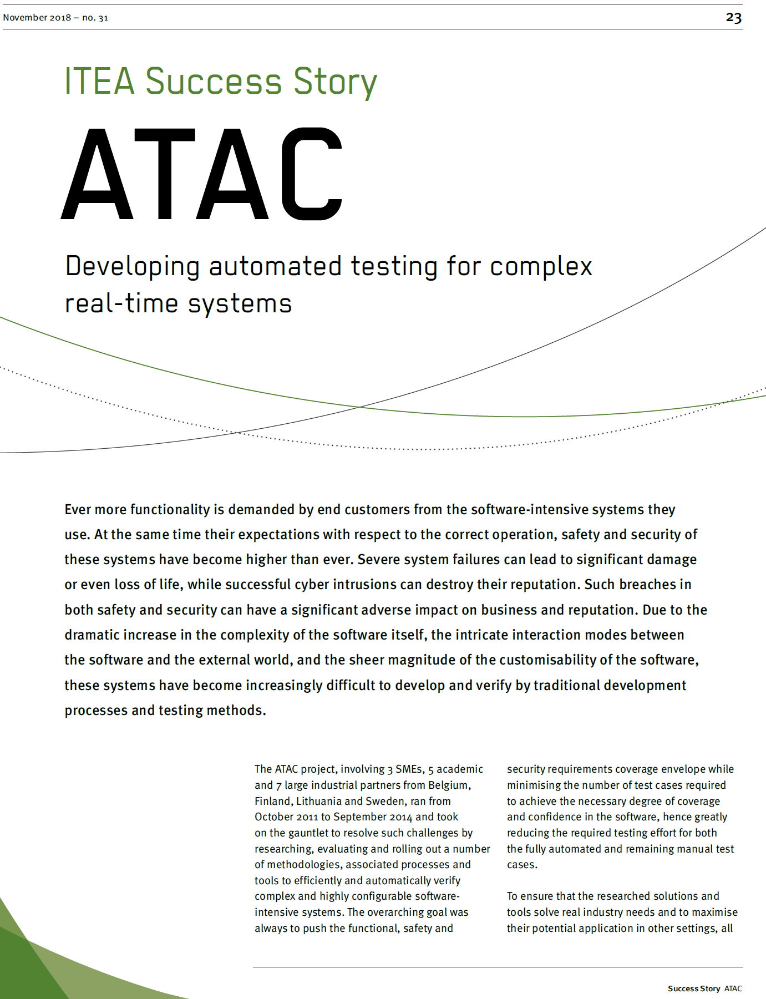 November 2018 – no. 31
23
ITEA Success Story
ATAC
Developing automated testing for complex
real-time systems
Ever more functionality is demanded by end customers from the software-intensive systems they
use. At the same time their expectations with respect to the correct operation, safety and security of
these systems have become higher than ever. Severe system failures can lead to significant damage
or even loss of life, while successful cyber intrusions can destroy their reputation. Such breaches in
both safety and security can have a significant adverse impact on business and reputation. Due to the
dramatic increase in the complexity of the software itself, the intricate interaction modes between
the software and the external world, and the sheer magnitude of the customisability of the software,
these systems have become increasingly difficult to develop and verify by traditional development
processes and testing methods.
The ATAC project, involving 3 SMEs, 5 academic
and 7 large industrial partners from Belgium,
Finland, Lithuania and Sweden, ran from
October 2011 to September 2014 and took
on the gauntlet to resolve such challenges by
researching, evaluating and rolling out a number
of methodologies, associated processes and
tools to efficiently and automatically verify
complex and highly configurable software-
intensive systems. The overarching goal was
always to push the functional, safety and
security requirements coverage envelope while
minimising the number of test cases required
to achieve the necessary degree of coverage
and confidence in the software, hence greatly
reducing the required testing effort for both
the fully automated and remaining manual test
cases.
To ensure that the researched solutions and
tools solve real industry needs and to maximise
their potential application in other settings, all
Success Story ATAC